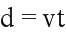 d = vt